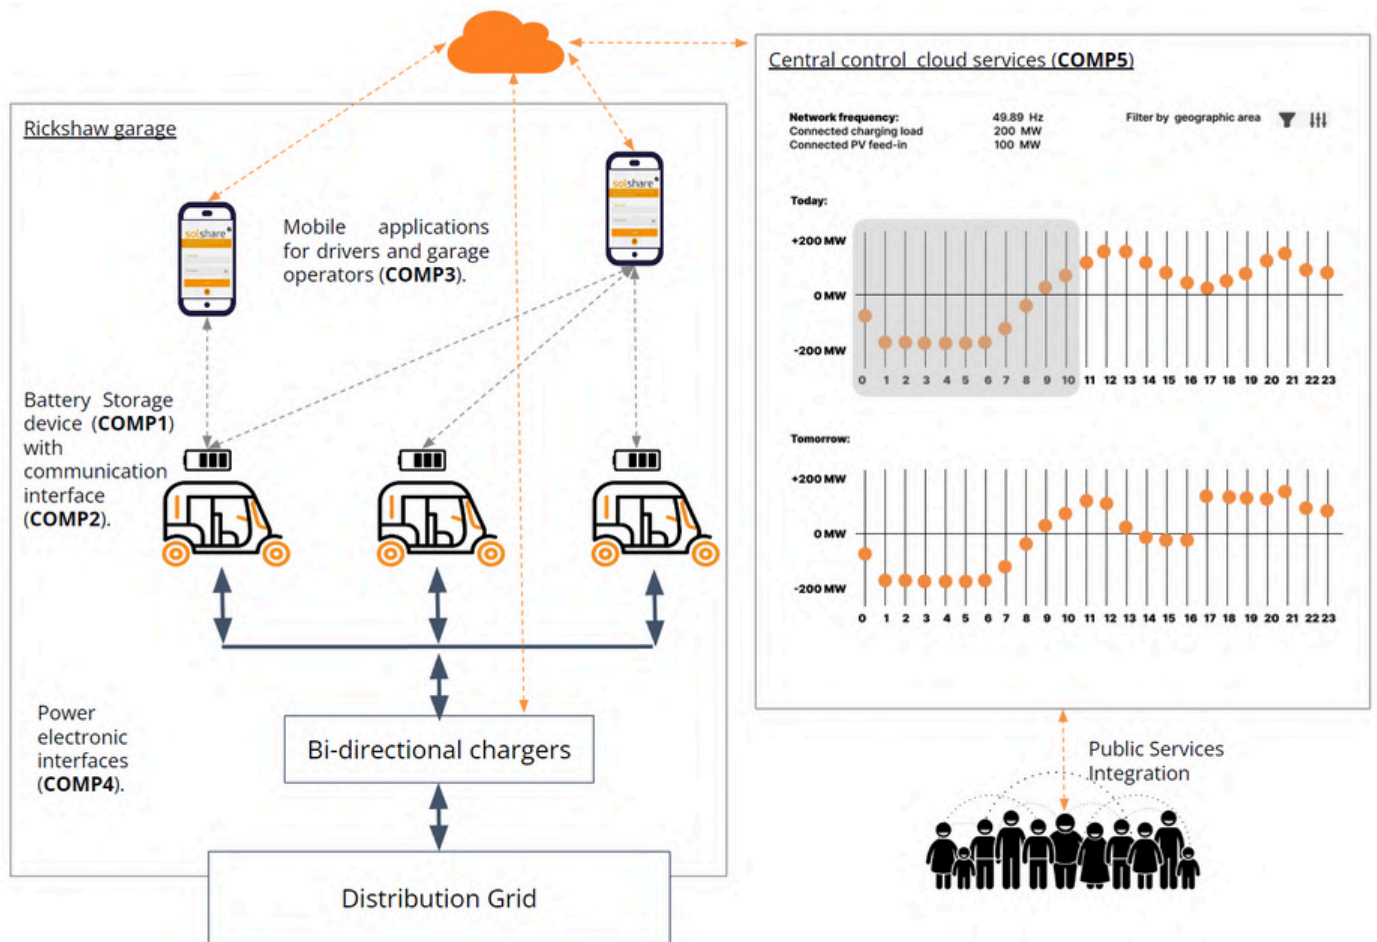 Rickshaw garage
solshare
solshare
Mobile applications
for drivers and garage
operators (COMP3).
Battery Storage
device (COMP1)
with
communication
interface
(COMP2).
Power
electronic
interfaces
(COMP4).
Bi-directional chargers
Distribution Grid
Central control cloud services (COMP5)
Network frequency: 49.89 Hz
Connected charging load 200 MW
Connected PV feed-in 100 MW
Filter by geographic area
Today:
+200 MW
0 MW
-200 MW
0 1 2 3 4 5 6 7 8 9 10 11 12 13 14 15 16 17 18 19 20 21 22 23
Tomorrow:
+200 MW
0 MW
-200 MW
0 1 2 3 4 5 6 7 8 9 10 11 12 13 14 15 16 17 18 19 20 21 22 23
Public Services
Integration